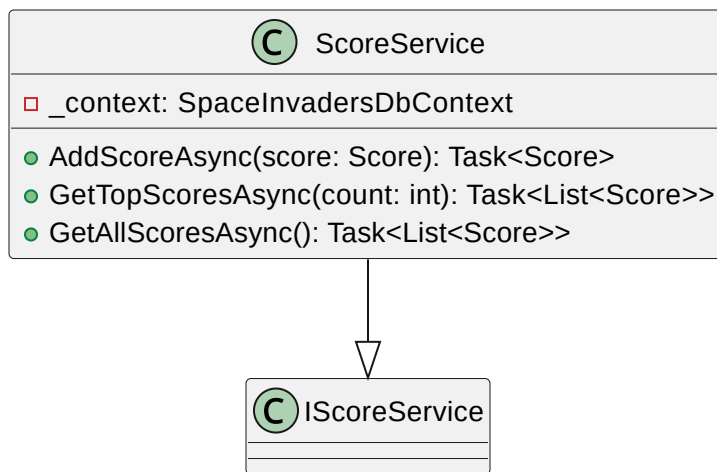 C ScoreService
_context: SpaceInvadersDbContext
AddScoreAsync(score: Score): Task<Score>
GetTopScoresAsync(count: int): Task<List<Score>>
GetAllScoresAsync(): Task<List<Score>>
C IScoreService